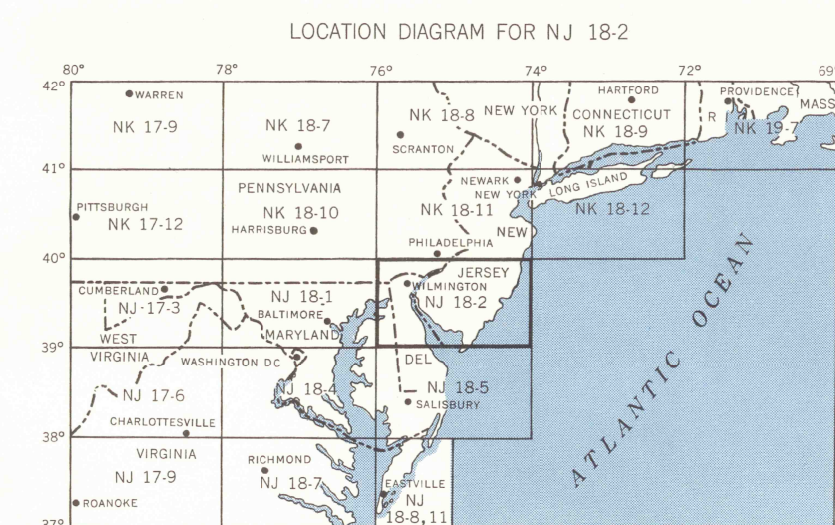 LOCATION DIAGRAM FOR NJ 18-2
80° 78° 76° 74° 72° 69°
42°
WARREN
NK 17-9
NK 18-7
WILLIAMSPORT
NK 18-8
SCRANTON
NEW YORK
HARTFORD
CONNECTICUT
NK 18-9
R
PROVIDENCE
MASS
NK 19-7
41°
PITTSBURGH
NK 17-12
PENNSYLVANIA
NK 18-10
HARRISBURG
NEWARK
NEW YORK
LONG ISLAND
NK 18-11
NK 18-12
NEW
PHILADELPHIA
40°
JERSEY
CUMBERLAND
NJ-17-3
NJ 18-1
BALTIMORE
MARYLAND
WILMINGTON
NJ 18-2
WEST
VIRGINIA
39°
WASHINGTON DC
DEL
NJ 17-6
NJ 18-4
NJ 18-5
SALISBURY
CHARLOTTESVILLE
38°
VIRGINIA
NJ 17-9
RICHMOND
NJ 18-7
EASTVILLE
NJ
18-8, 11
ROANOKE
37°
ATLANTIC OCEAN